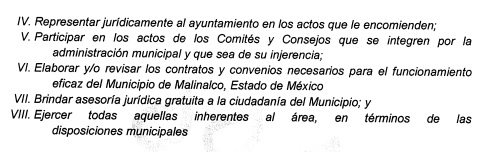 IV. Representar jurídicamente al ayuntamiento en los actos que le encomienden;
V. Participar en los actos de los Comités y Consejos que se integren por la
administración municipal y que sea de su injerencia;
VI. Elaborar y/o revisar los contratos y convenios necesarios para el funcionamiento
eficaz del Municipio de Malinalco, Estado de México
VII. Brindar asesoría jurídica gratuita a la ciudadanía del Municipio; y
VIII. Ejercer todas aquellas inherentes al área, en términos de las
disposiciones municipales